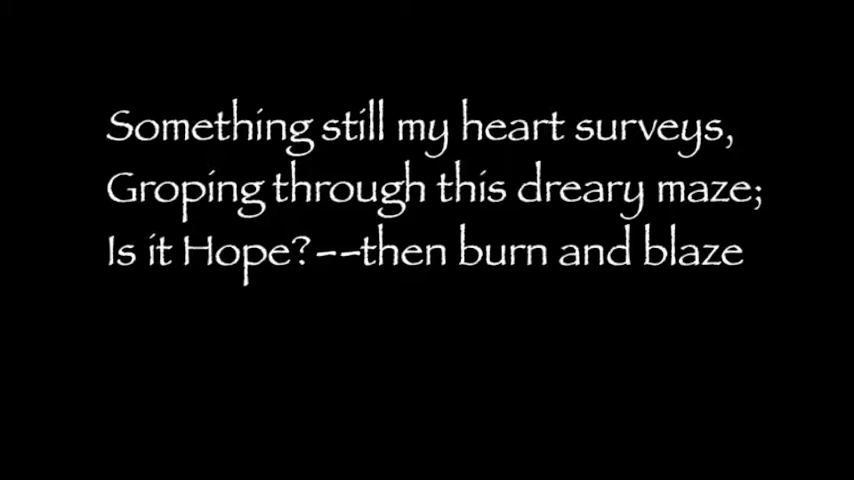 Something still my heart surveys,
Groping through this dreary maze;
Is it Hope?--then burn and blaze